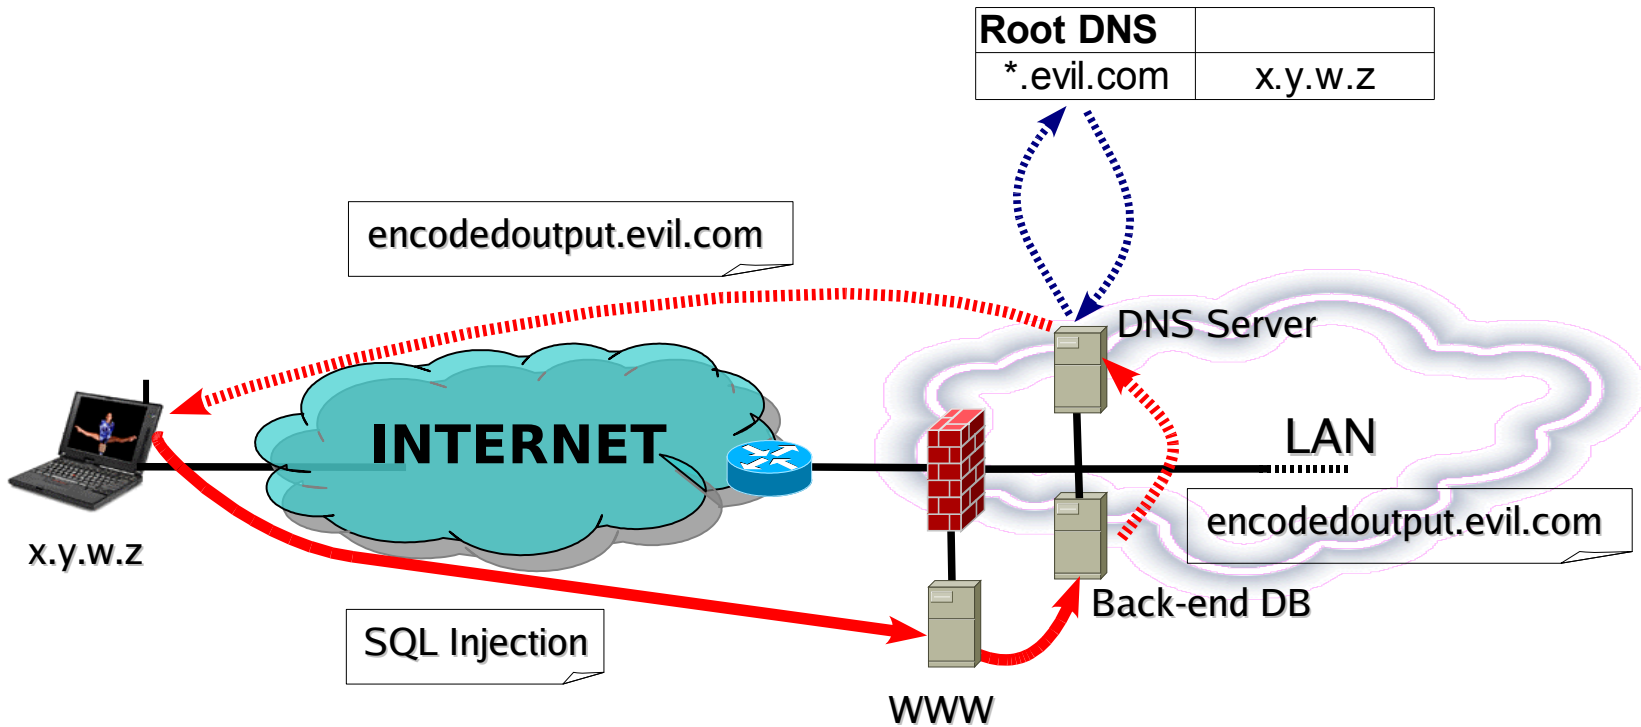 Root DNS
*.evil.com x.y.w.z
encodedoutput.evil.com
DNS Server
INTERNET
LAN
encodedoutput.evil.com
x.y.w.z
Back-end DB
SQL Injection
WWW